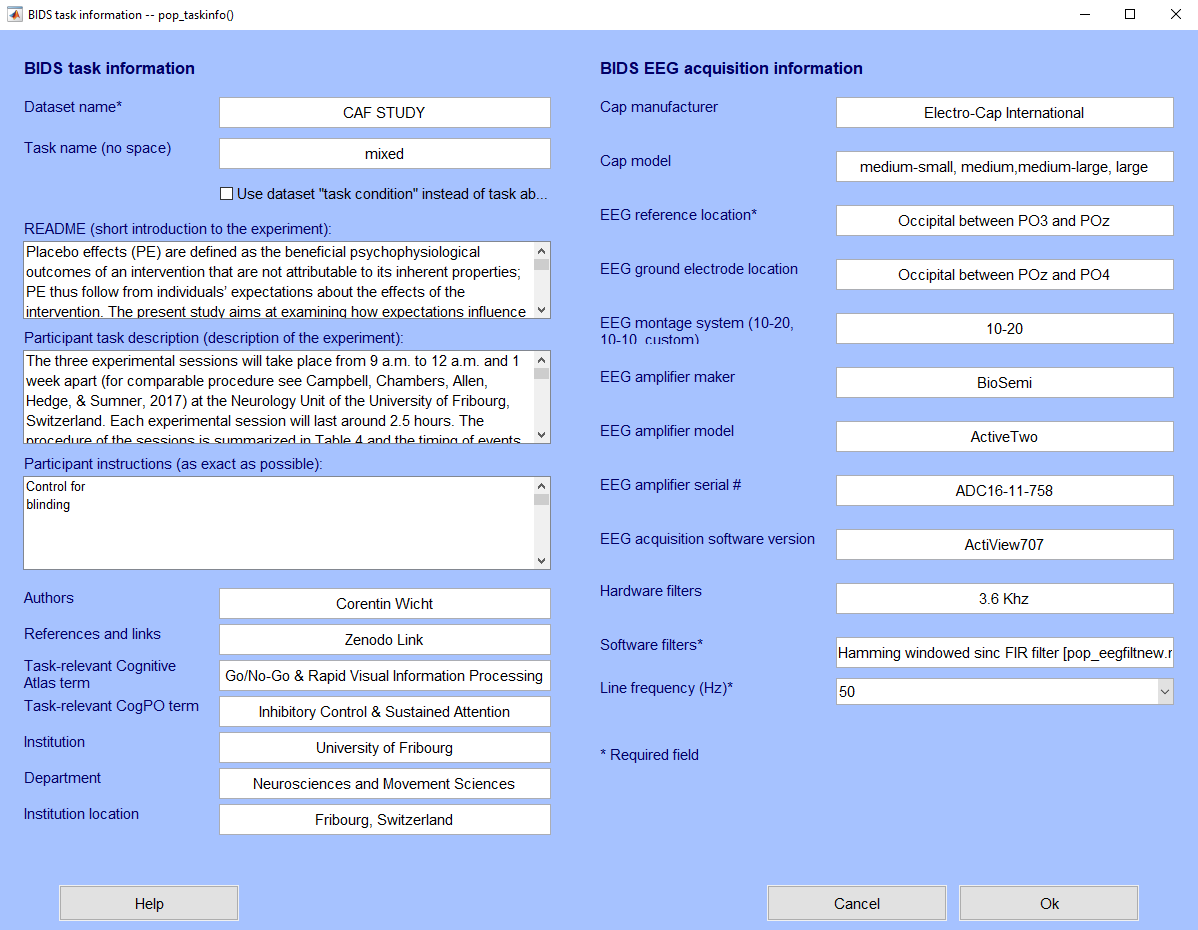 BIDS task information -- pop_taskinfo()
BIDS task information
Dataset name*
CAF STUDY
Task name (no space)
mixed
Use dataset "task condition" instead of task ab...
README (short introduction to the experiment):
Placebo effects (PE) are defined as the beneficial psychophysiological
outcomes of an intervention that are not attributable to its inherent properties;
PE thus follow from individuals’ expectations about the effects of the
intervention. The present study aims at examining how expectations influence
Participant task description (description of the experiment):
The three experimental sessions will take place from 9 a.m. to 12 a.m. and 1
week apart (for comparable procedure see Campbell, Chambers, Allen,
Hedge, & Sumner, 2017) at the Neurology Unit of the University of Fribourg,
Switzerland. Each experimental session will last around 2.5 hours. The
procedure of the sessions is summarized in Table 4 and the timing of events
Participant instructions (as exact as possible):
Control for
blinding
Authors
Corentin Wicht
References and links
Zenodo Link
Task-relevant Cognitive
Atlas term
Go/No-Go & Rapid Visual Information Processing
Task-relevant CogPO term
Inhibitory Control & Sustained Attention
Institution
University of Fribourg
Department
Neurosciences and Movement Sciences
Institution location
Fribourg, Switzerland
BIDS EEG acquisition information
Cap manufacturer
Electro-Cap International
Cap model
medium-small, medium,medium-large, large
EEG reference location*
Occipital between PO3 and POz
EEG ground electrode location
Occipital between POz and PO4
EEG montage system (10-20,
10-10, custom)
10-20
EEG amplifier maker
BioSemi
EEG amplifier model
ActiveTwo
EEG amplifier serial #
ADC16-11-758
EEG acquisition software version
ActiView707
Hardware filters
3.6 Khz
Software filters*
Hamming windowed sinc FIR filter [pop_eegfiltnew.
Line frequency (Hz)*
50
* Required field
Help
Cancel
Ok